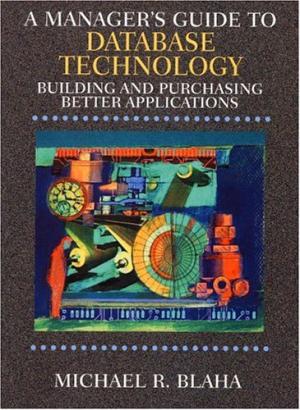 A MANAGER'S GUIDE TO
DATABASE
TECHNOLOGY
BUILDING AND PURCHASING
BETTER APPLICATIONS
MICHAEL R. BLAHA